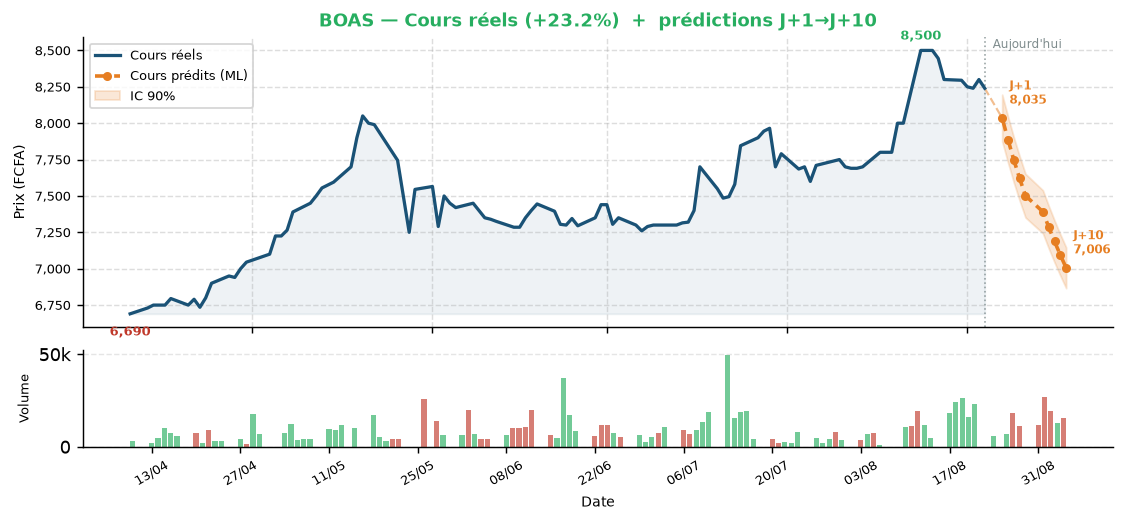 BOAS — Cours réels (+23.2%)  +  prédictions J+1→J+10
8,500
Aujourd'hui
Cours réels
Cours prédits (ML)
IC 90%
J+1
8,035
J+10
7,006
6,690
Prix (FCFA)
8,500
8,250
8,000
7,750
7,500
7,250
7,000
6,750
Volume
50k
0
13/04
27/04
11/05
25/05
08/06
22/06
06/07
20/07
03/08
17/08
31/08
Date